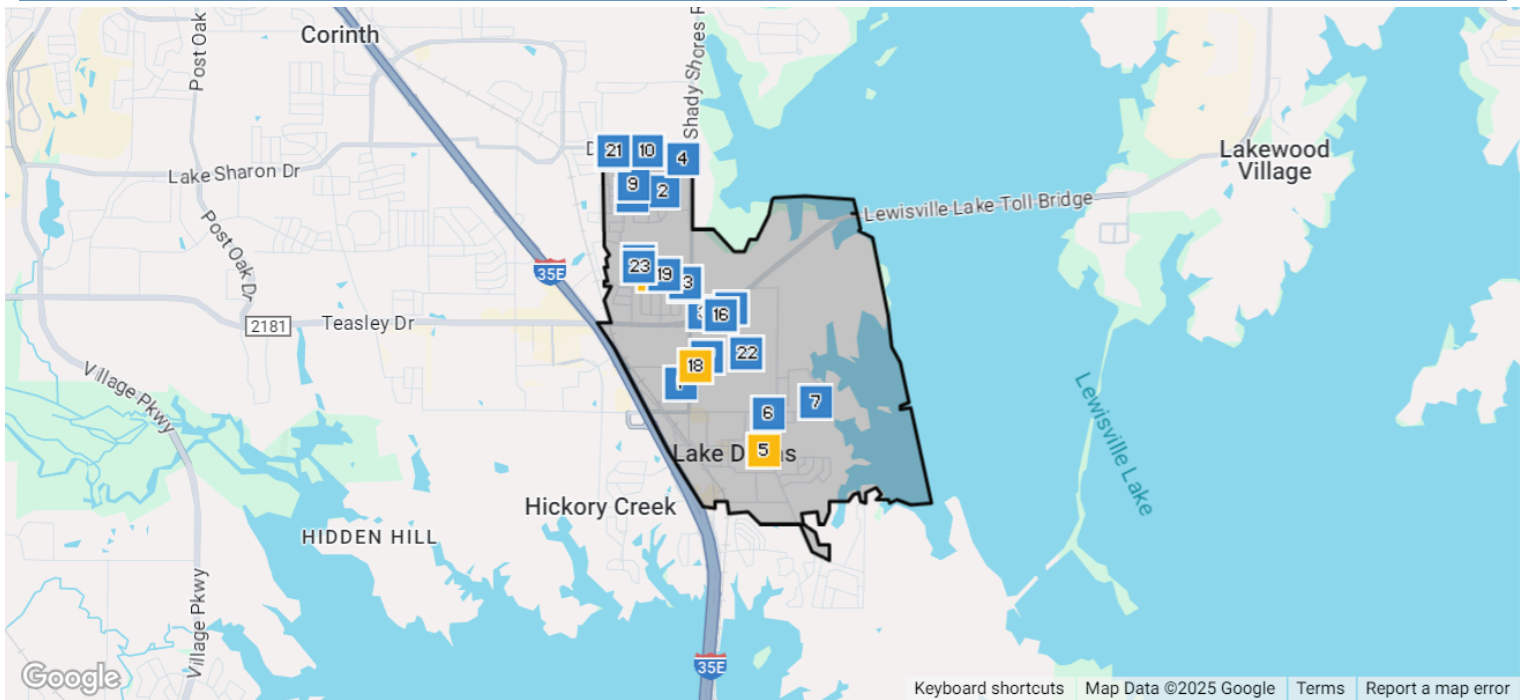 Corinth
Post Oak
Shady Shores R
21
10
4
Lakewood
Village
Lake Sharon Dr
9
2
Lewisville Lake Toll Bridge
Post Oak Dr
35E
23
19
3
16
2181
Teasley Dr
22
18
Village Pkwy
7
6
Lewisville Lake
5
Lake D
s
Hickory Creek
HIDDEN HILL
Village Pkwy
35E
Google
Keyboard shortcuts
Map Data ©2025 Google
Terms
Report a map error